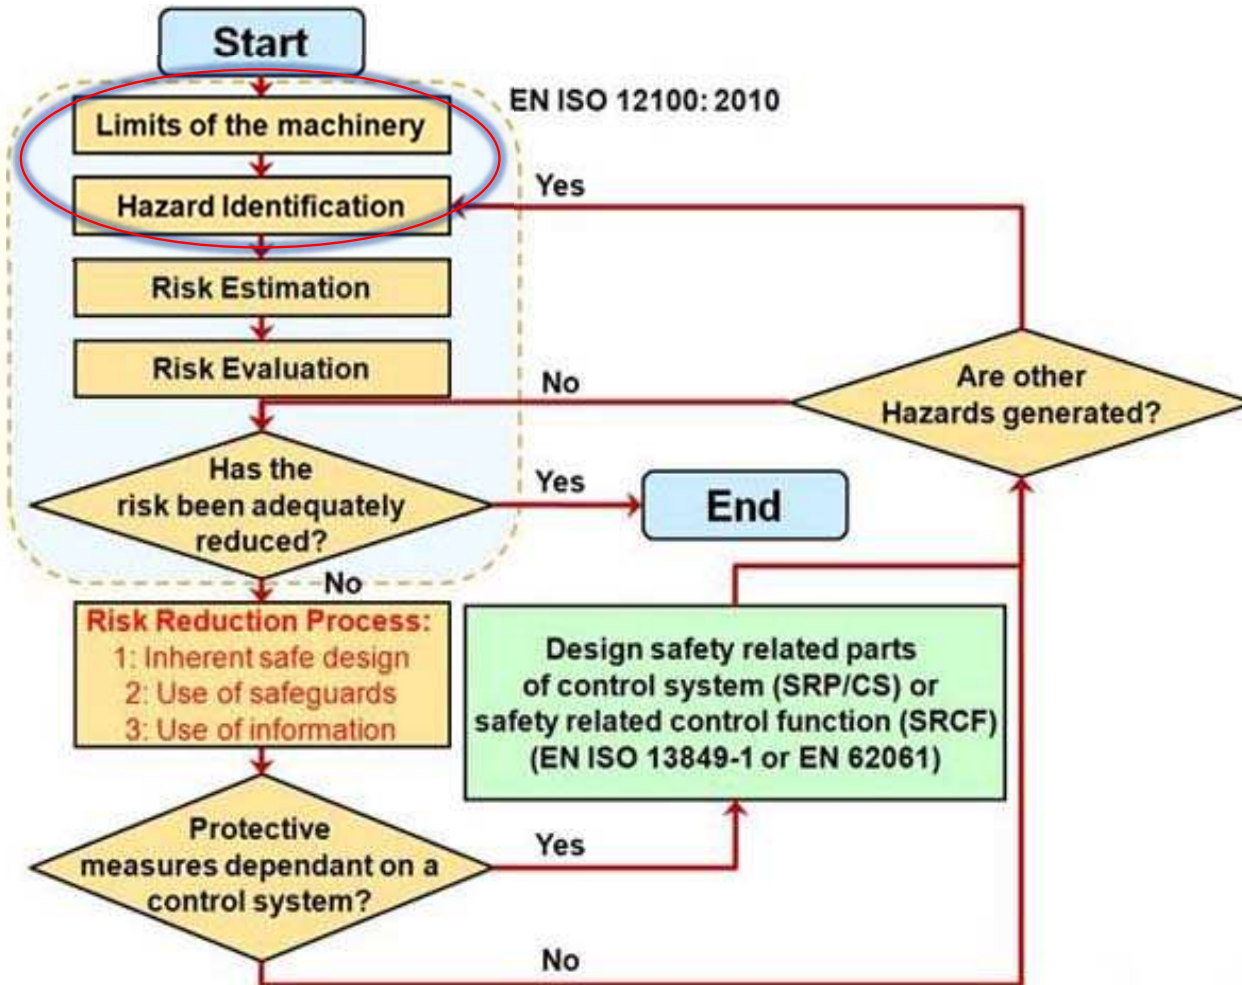 Start
EN ISO 12100: 2010
Limits of the machinery
Hazard Identification
Yes
Risk Estimation
Risk Evaluation
No
Are other
Hazards generated?
Has the
risk been adequately
reduced?
Yes
End
No
Risk Reduction Process:
1: Inherent safe design
2: Use of safeguards
3: Use of information
Design safety related parts
of control system (SRP/CS) or
safety related control function (SRCF)
(EN ISO 13849-1 or EN 62061)
Protective
measures dependant on a
control system?
Yes
No